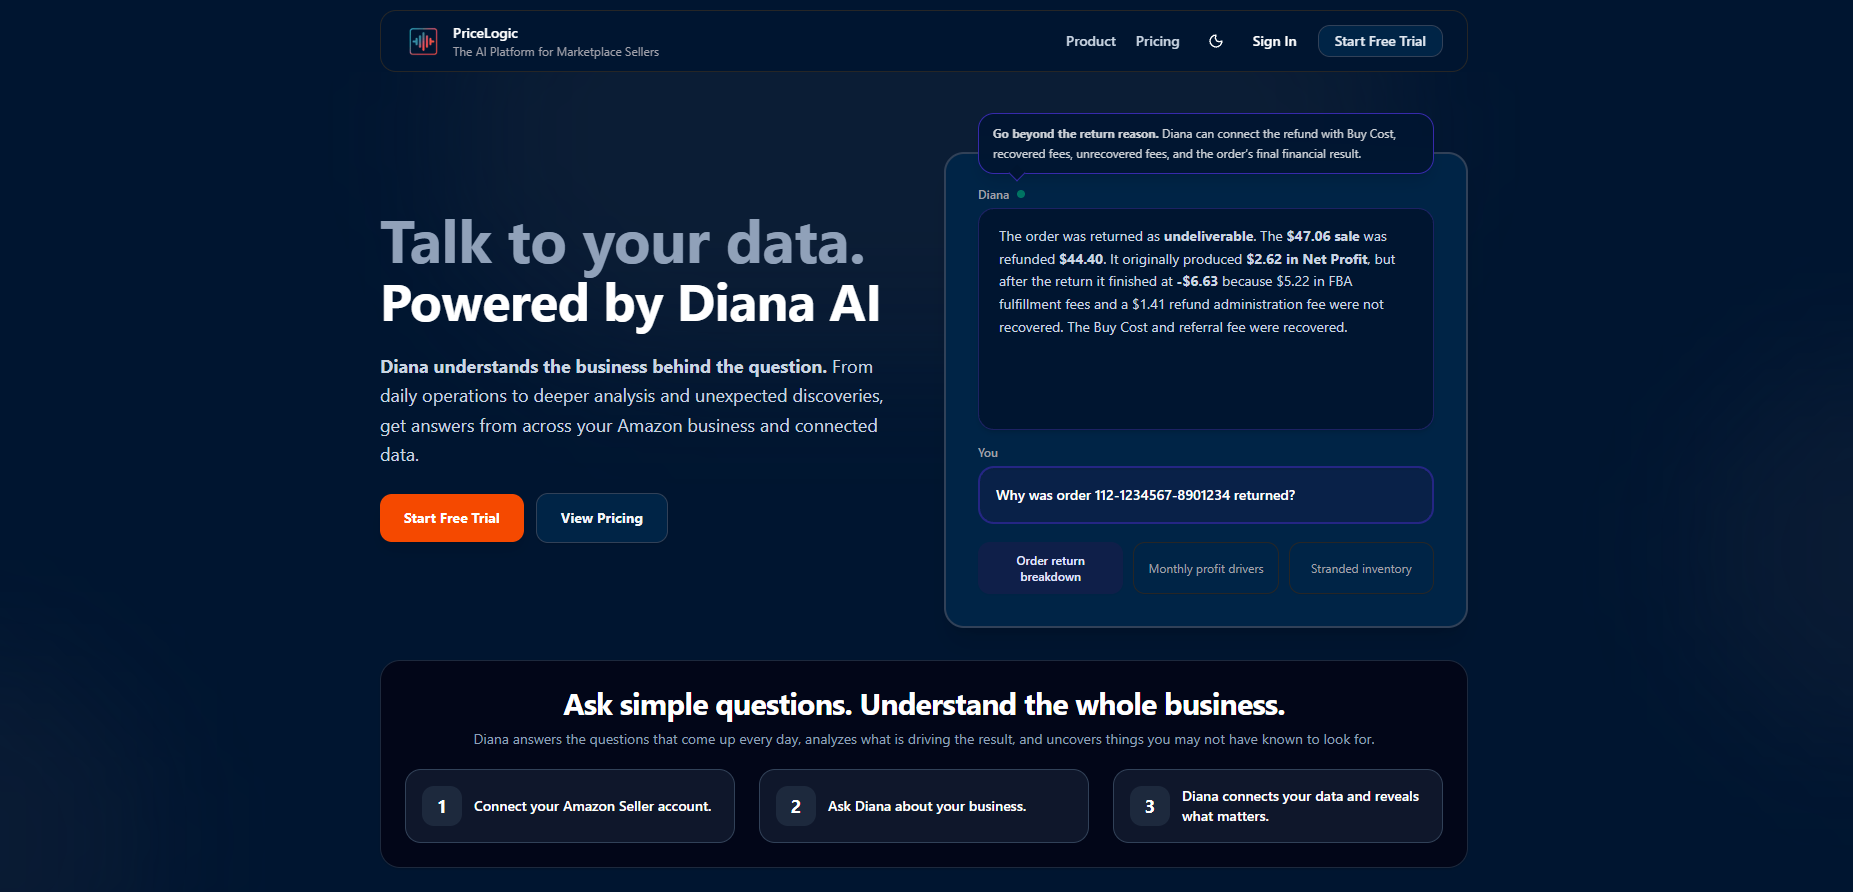 PriceLogic
The AI Platform for Marketplace Sellers
Product
Pricing
Sign In
Start Free Trial
Talk to your data.
Powered by Diana AI
Diana understands the business behind the question. From
daily operations to deeper analysis and unexpected discoveries,
get answers from across your Amazon business and connected
data.
Start Free Trial
View Pricing
Go beyond the return reason. Diana can connect the refund with Buy Cost,
recovered fees, unrecovered fees, and the order's final financial result.
Diana
The order was returned as undeliverable. The $47.06 sale was
refunded $44.40. It originally produced $2.62 in Net Profit, but
after the return it finished at -$6.63 because $5.22 in FBA
fulfillment fees and a $1.41 refund administration fee were not
recovered. The Buy Cost and referral fee were recovered.
You
Why was order 112-1234567-8901234 returned?
Order return
breakdown
Monthly profit drivers
Stranded inventory
Ask simple questions. Understand the whole business.
Diana answers the questions that come up every day, analyzes what is driving the result, and uncovers things you may not have known to look for.
1
Connect your Amazon Seller account.
2
Ask Diana about your business.
3
Diana connects your data and reveals
what matters.